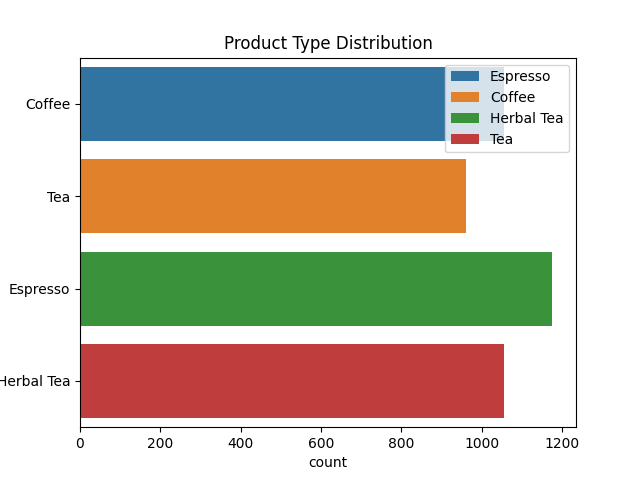 Product Type Distribution
Espresso
Coffee
Herbal Tea
Tea
Coffee
Tea
Espresso
Herbal Tea
0 200 400 600 800 1000 1200
count